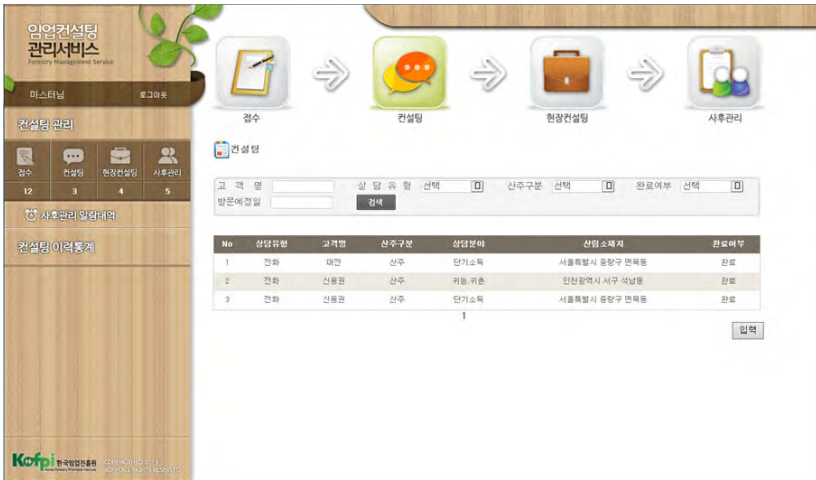 임업컨설팅
관리서비스
Forestry Management Service
마스터님 로그아웃
컨설팅 관리
접수 컨설팅 현장컨설팅 사후관리
12 3 4 5
사후관리 알람내역
컨설팅 이력통계
접수 컨설팅 현장컨설팅 사후관리
컨설팅
고 객 명 상 담 유 형 선택 산주구분 선택 완료여부 선택
방문예정일 검색
No 상담유형 고객명 산주구분 상담분야 산림소재지 완료여부
1 전화 대전 산주 단기소득 서울특별시 중랑구 면목동 완료
2 전화 신용권 산주 귀농.귀촌 인천광역시 서구 석남동 완료
3 전화 신용권 산주 단기소득 서울특별시 중랑구 면목동 완료
1
입력
Kofpi 한국임업진흥원
COPYRIGHT(C)2013
KOFPI ALL RIGHTS RESERVED